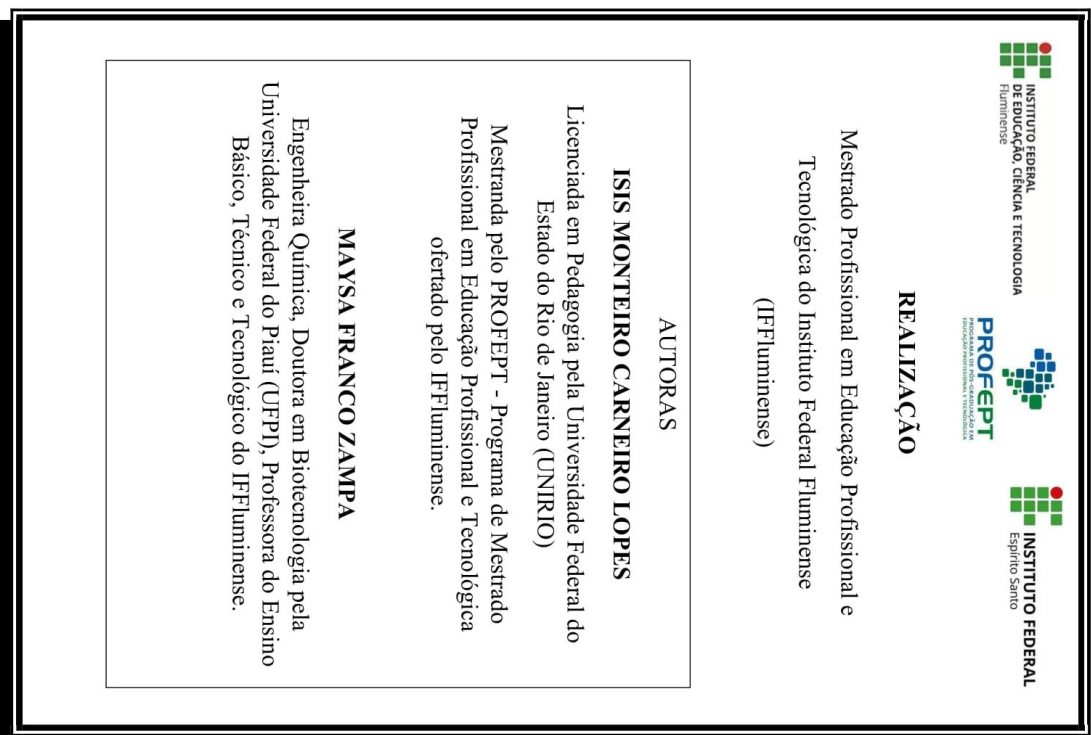 INSTITUTO FEDERAL
DE EDUCAÇÃO, CIÊNCIA E TECNOLOGIA
Fluminense
PROFEPT
PROGRAMA DE PÓS-GRADUAÇÃO EM
EDUCAÇÃO PROFISSIONAL E TECNOLÓGICA
INSTITUTO FEDERAL
Espírito Santo
REALIZAÇÃO
Mestrado Profissional em Educação Profissional e
Tecnológica do Instituto Federal Fluminense
(IFFluminense)
AUTORAS
ISIS MONTEIRO CARNEIRO LOPES
Licenciada em Pedagogia pela Universidade Federal do
Estado do Rio de Janeiro (UNIRIO)
Mestranda pelo PROFEPT - Programa de Mestrado
Profissional em Educação Profissional e Tecnológica
ofertado pelo IFFluminense.
MAYSA FRANCO ZAMPA
Engenheira Química, Doutora em Biotecnologia pela
Universidade Federal do Piauí (UFPI), Professora do Ensino
Básico, Técnico e Tecnológico do IFFluminense.